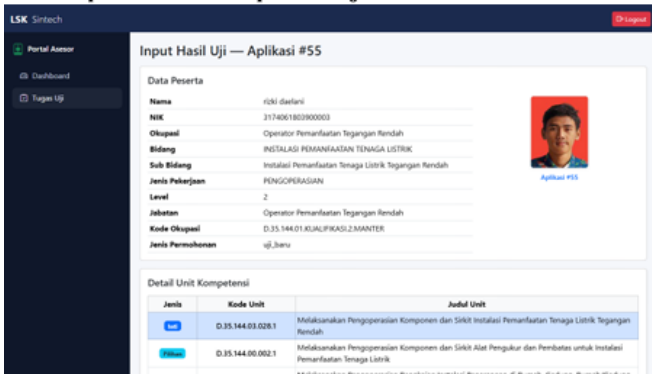 LSK Sintech
Logout
Portal Asesor
Dashboard
Tugas Uji
Input Hasil Uji — Aplikasi #55
Data Peserta
Nama rizki daelani
NIK 3174061803900003
Okupasi Operator Pemanfaatan Tegangan Rendah
Bidang INSTALASI PEMANFAATAN TENAGA LISTRIK
Sub Bidang Instalasi Pemanfaatan Tenaga Listrik Tegangan Rendah
Jenis Pekerjaan PENGOPERASIAN
Level 2
Jabatan Operator Pemanfaatan Tegangan Rendah
Kode Okupasi D.35.144.01.KUALIFIKASI.2.MANTER
Jenis Permohonan uji_baru
Aplikasi #55
Detail Unit Kompetensi
Jenis Kode Unit Judul Unit
Inti D.35.144.03.028.1 Melaksanakan Pengoperasian Komponen dan Sirkit Instalasi Pemanfaatan Tenaga Listrik Tegangan
Rendah
Pilihan D.35.144.00.002.1 Melaksanakan Pengoperasian Komponen dan Sirkit Alat Pengukur dan Pembatas untuk Instalasi
Pemanfaatan Tenaga Listrik